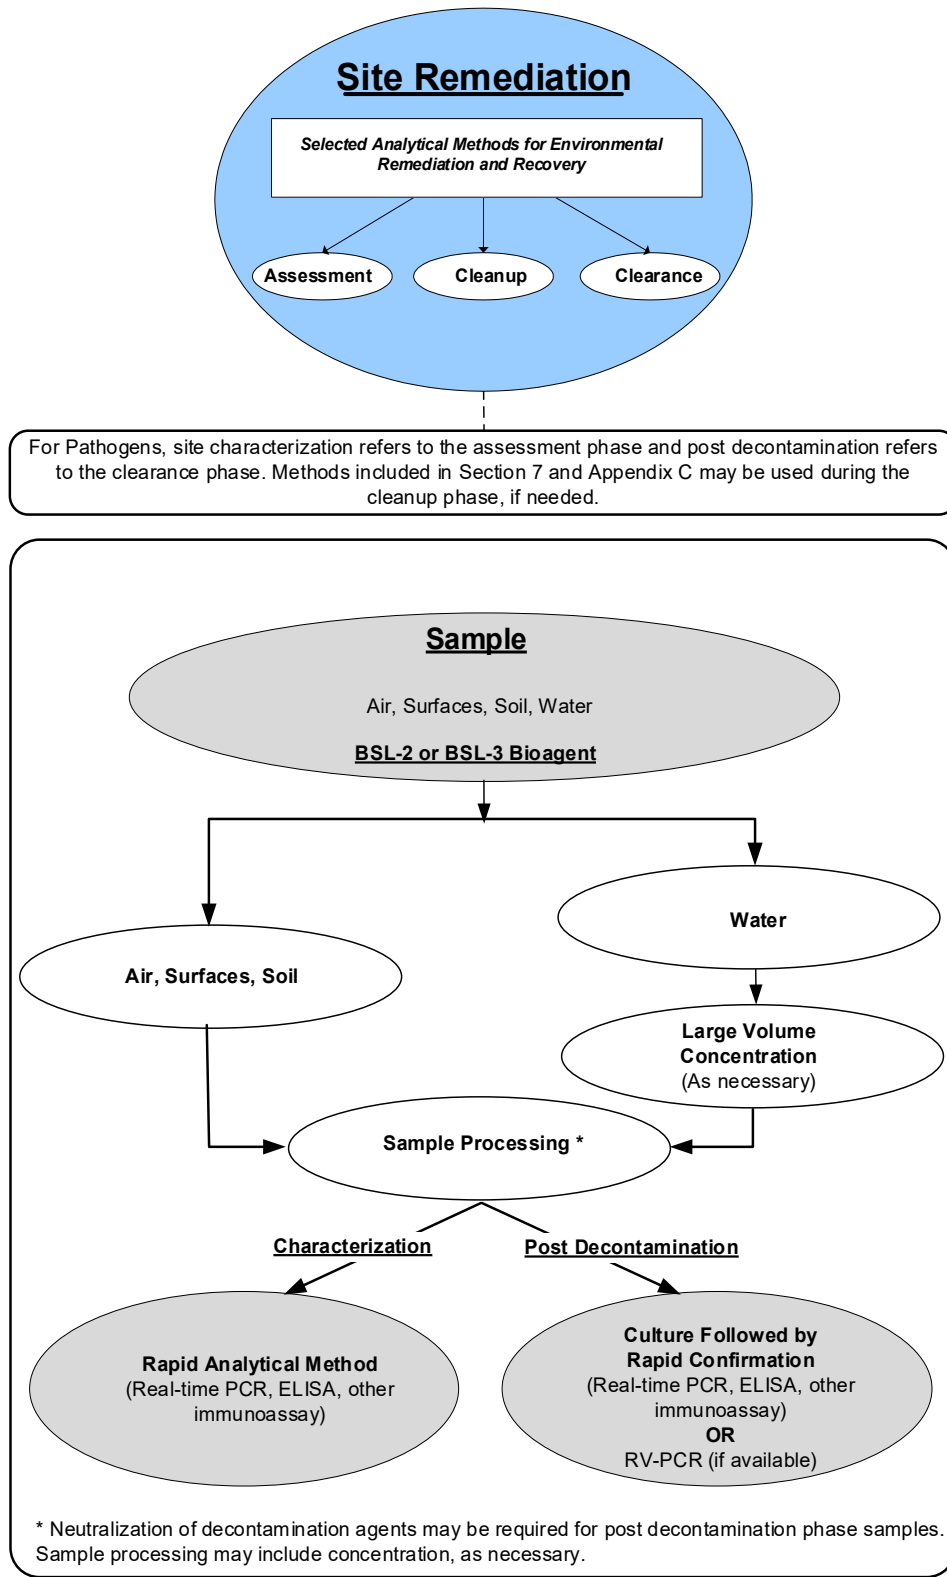 Site Remediation
Selected Analytical Methods for Environmental
Remediation and Recovery
Assessment
Cleanup
Clearance
For Pathogens, site characterization refers to the assessment phase and post decontamination refers
to the clearance phase. Methods included in Section 7 and Appendix C may be used during the
cleanup phase, if needed.
Sample
Air, Surfaces, Soil, Water
BSL-2 or BSL-3 Bioagent
Water
Air, Surfaces, Soil
Large Volume
Concentration
(As necessary)
Sample Processing *
Characterization
Post Decontamination
Rapid Analytical Method
(Real-time PCR, ELISA, other
immunoassay)
Culture Followed by
Rapid Confirmation
(Real-time PCR, ELISA, other
immunoassay)
OR
RV-PCR (if available)
* Neutralization of decontamination agents may be required for post decontamination phase samples.
Sample processing may include concentration, as necessary.